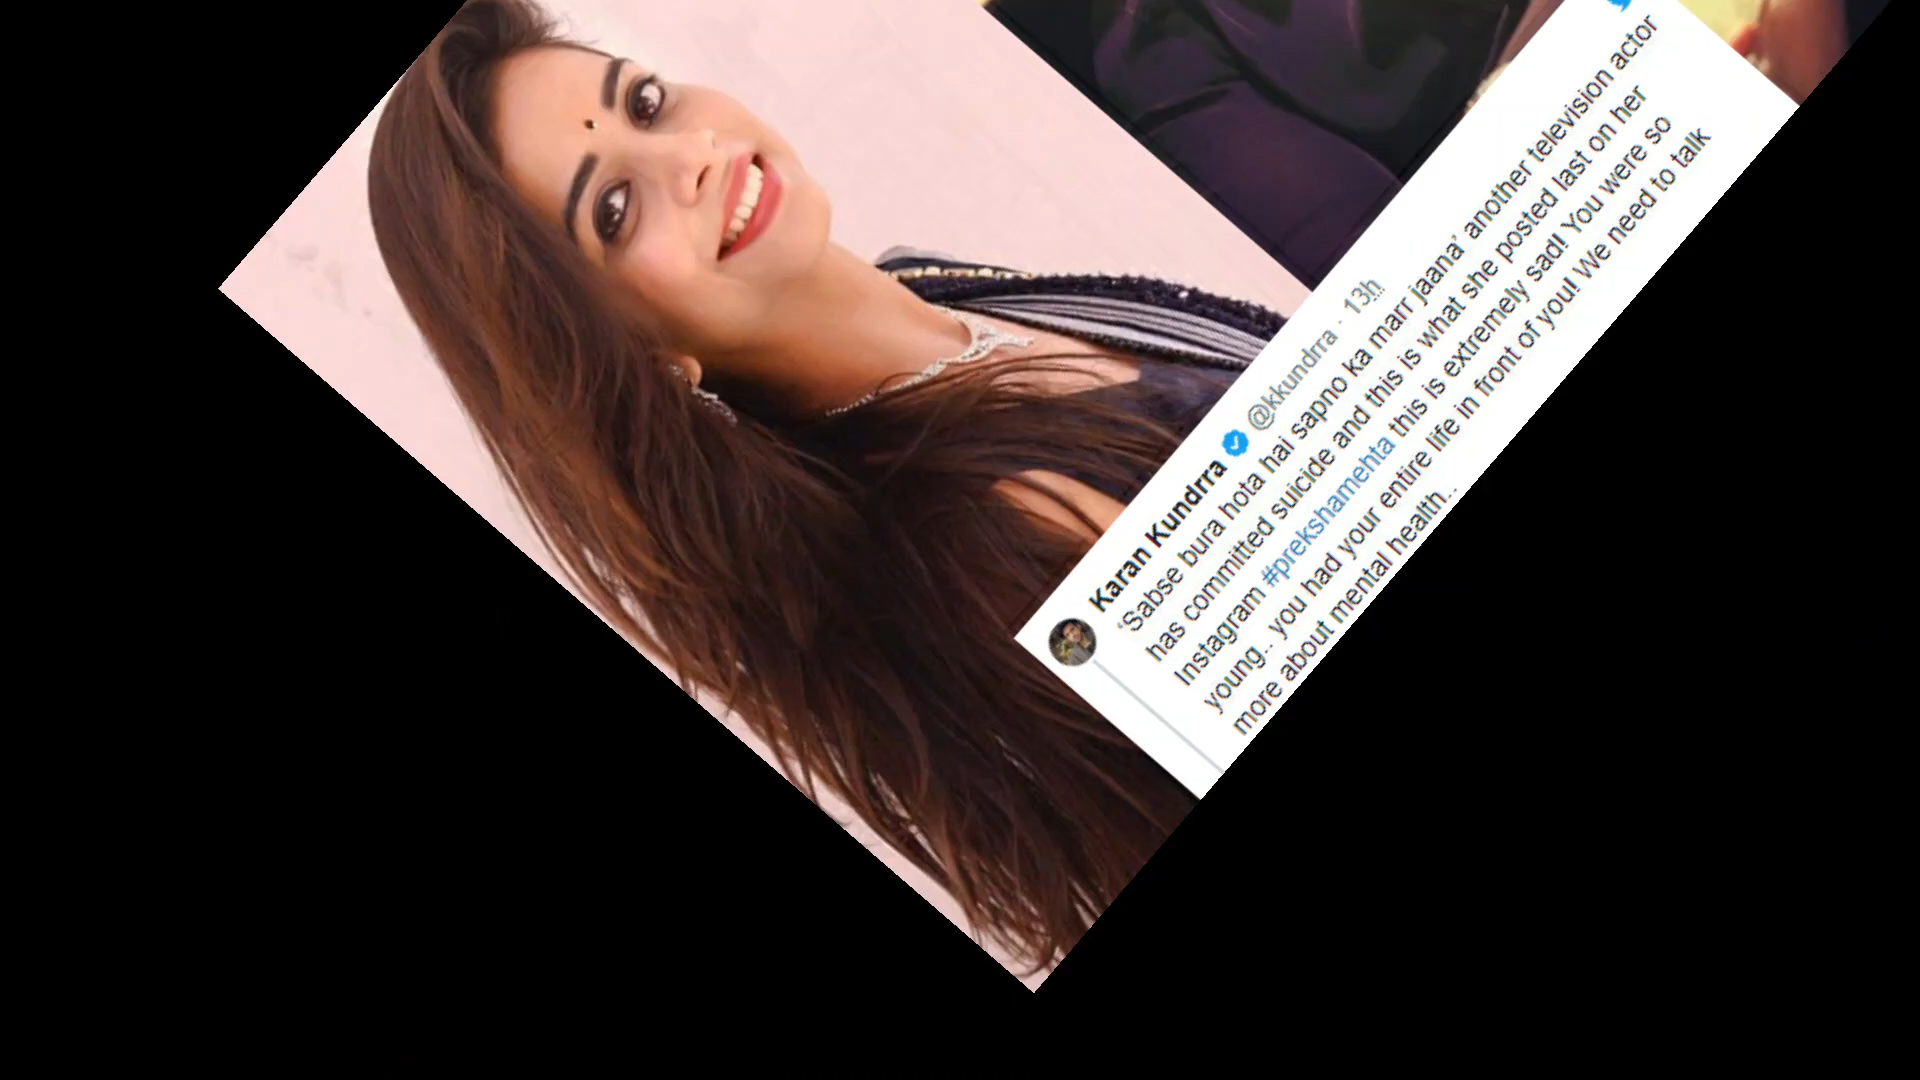 Karan Kundrra @kkundrra · 13h
‘Sabse bura hota hai sapno ka marr jaana’ another television actor
has committed suicide and this is what she posted last on her
Instagram #prekshamehta this is extremely sad! You were so
young.. you had your entire life in front of you! We need to talk
more about mental health..